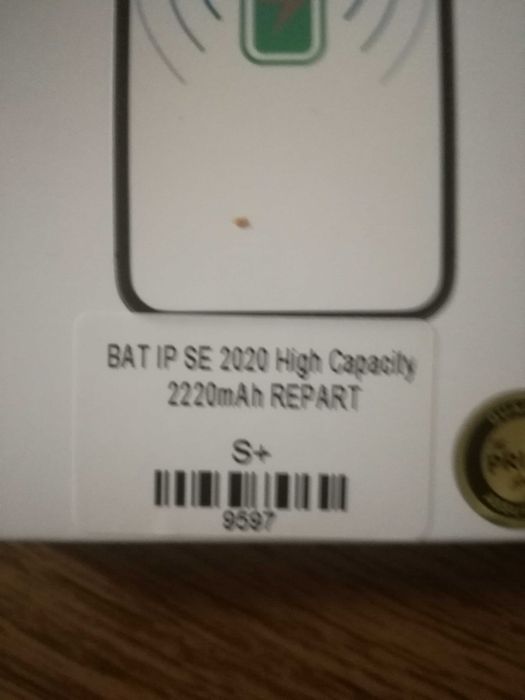 BAT IP SE 2020 High Capacity
2220mAh REPART
S+
9597